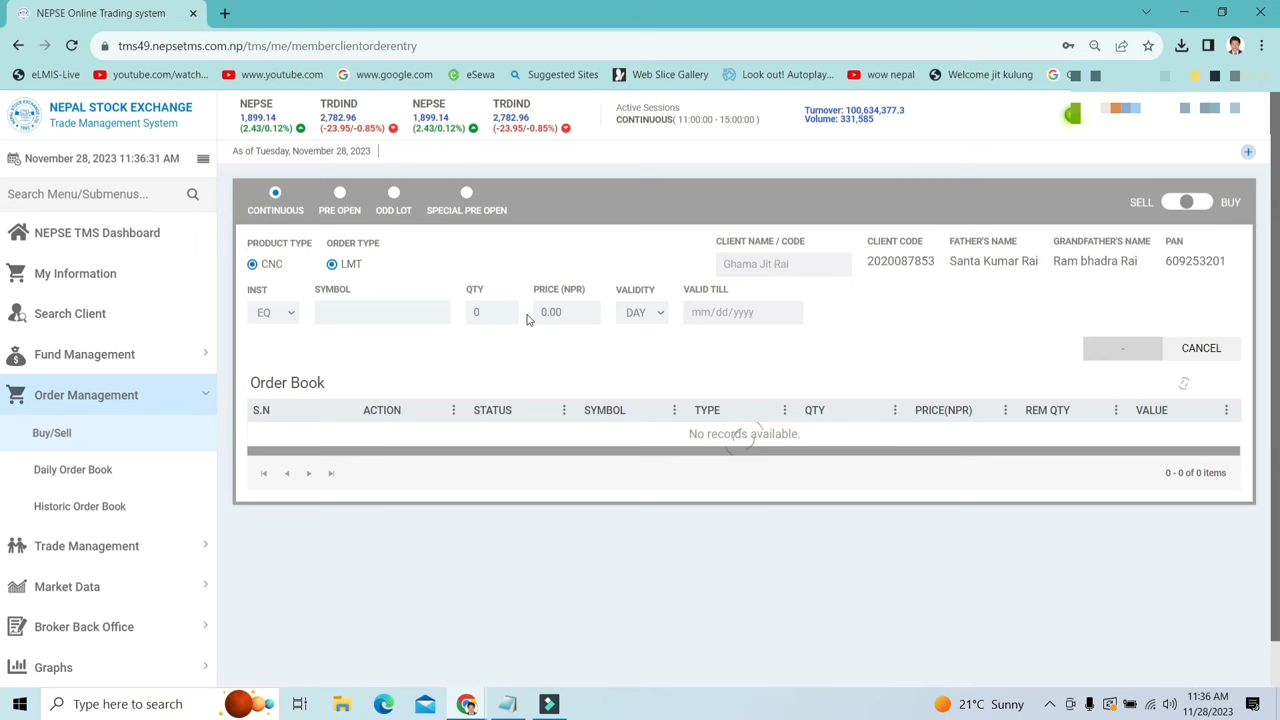 NEPSE Online Trading system
tms49.nepsetms.com.np/tms/me/memberclientorderentry
eLMIS-Live youtube.com/watch... www.youtube.com www.google.com eSewa Suggested Sites Web Slice Gallery Look out! Autoplay... wow nepal Welcome jit kulung
NEPAL STOCK EXCHANGE
Trade Management System
NEPSE TRDIND NEPSE TRDIND
1,899.14 2,782.96 1,899.14 2,782.96
(2.43/0.12%) (-23.95/-0.85%) (2.43/0.12%) (-23.95/-0.85%)
Active Sessions
CONTINUOUS( 11:00:00 - 15:00:00 )
Turnover: 100,634,377.3
Volume: 331,585
November 28, 2023 11:36:31 AM
As of Tuesday, November 28, 2023
Search Menu/Submenus...
NEPSE TMS Dashboard
My Information
Search Client
Fund Management
Order Management
Buy/Sell
Daily Order Book
Historic Order Book
Trade Management
Market Data
Broker Back Office
Graphs
CONTINUOUS PRE OPEN ODD LOT SPECIAL PRE OPEN
SELL BUY
PRODUCT TYPE ORDER TYPE
CNC LMT
CLIENT NAME / CODE CLIENT CODE FATHER'S NAME GRANDFATHER'S NAME PAN
Ghama Jit Rai 2020087853 Santa Kumar Rai Ram bhadra Rai 609253201
INST SYMBOL QTY PRICE (NPR) VALIDITY VALID TILL
EQ 0 0.00 DAY mm/dd/yyyy
- CANCEL
Order Book
S.N ACTION STATUS SYMBOL TYPE QTY PRICE(NPR) REM QTY VALUE
No records available.
0 - 0 of 0 items
Type here to search
21°C Sunny
11:36 AM
11/28/2023